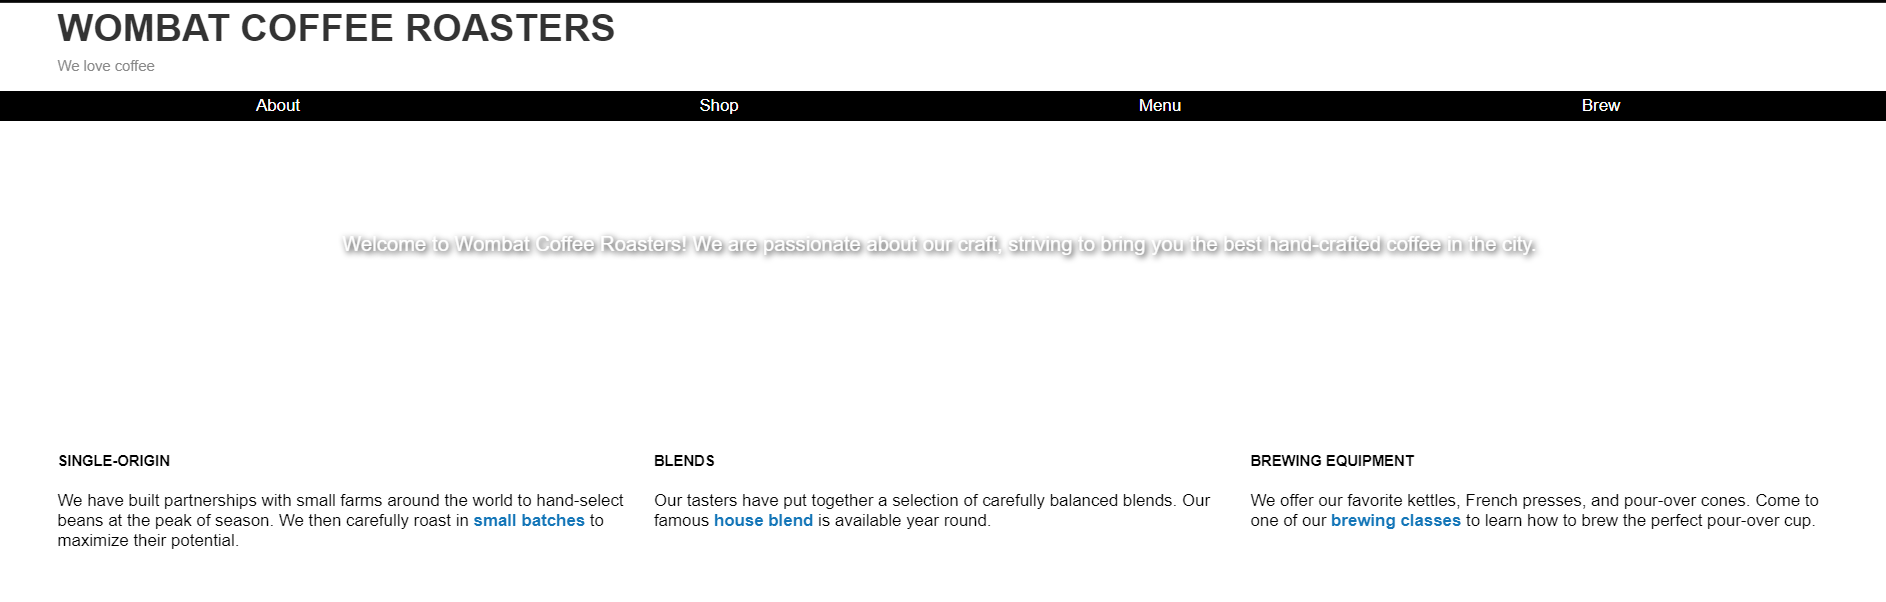 WOMBAT COFFEE ROASTERS
We love coffee
About Shop Menu Brew
Welcome to Wombat Coffee Roasters! We are passionate about our craft, striving to bring you the best hand-crafted coffee in the city.
SINGLE-ORIGIN
We have built partnerships with small farms around the world to hand-select
beans at the peak of season. We then carefully roast in small batches to
maximize their potential.
BLENDS
Our tasters have put together a selection of carefully balanced blends. Our
famous house blend is available year round.
BREWING EQUIPMENT
We offer our favorite kettles, French presses, and pour-over cones. Come to
one of our brewing classes to learn how to brew the perfect pour-over cup.